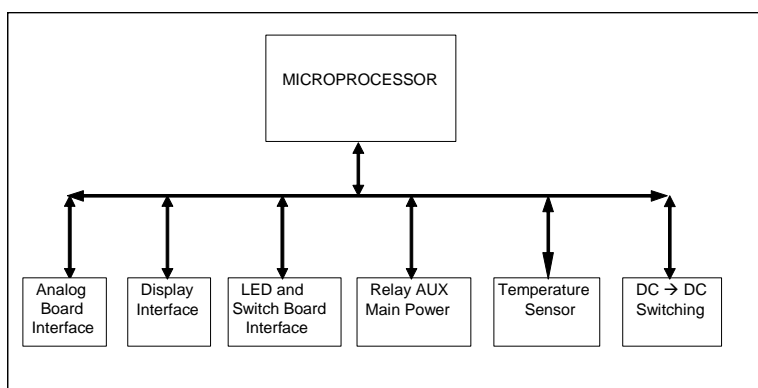 MICROPROCESSOR
Analog
Board
Interface
Display
Interface
LED and
Switch Board
Interface
Relay AUX
Main Power
Temperature
Sensor
DC → DC
Switching